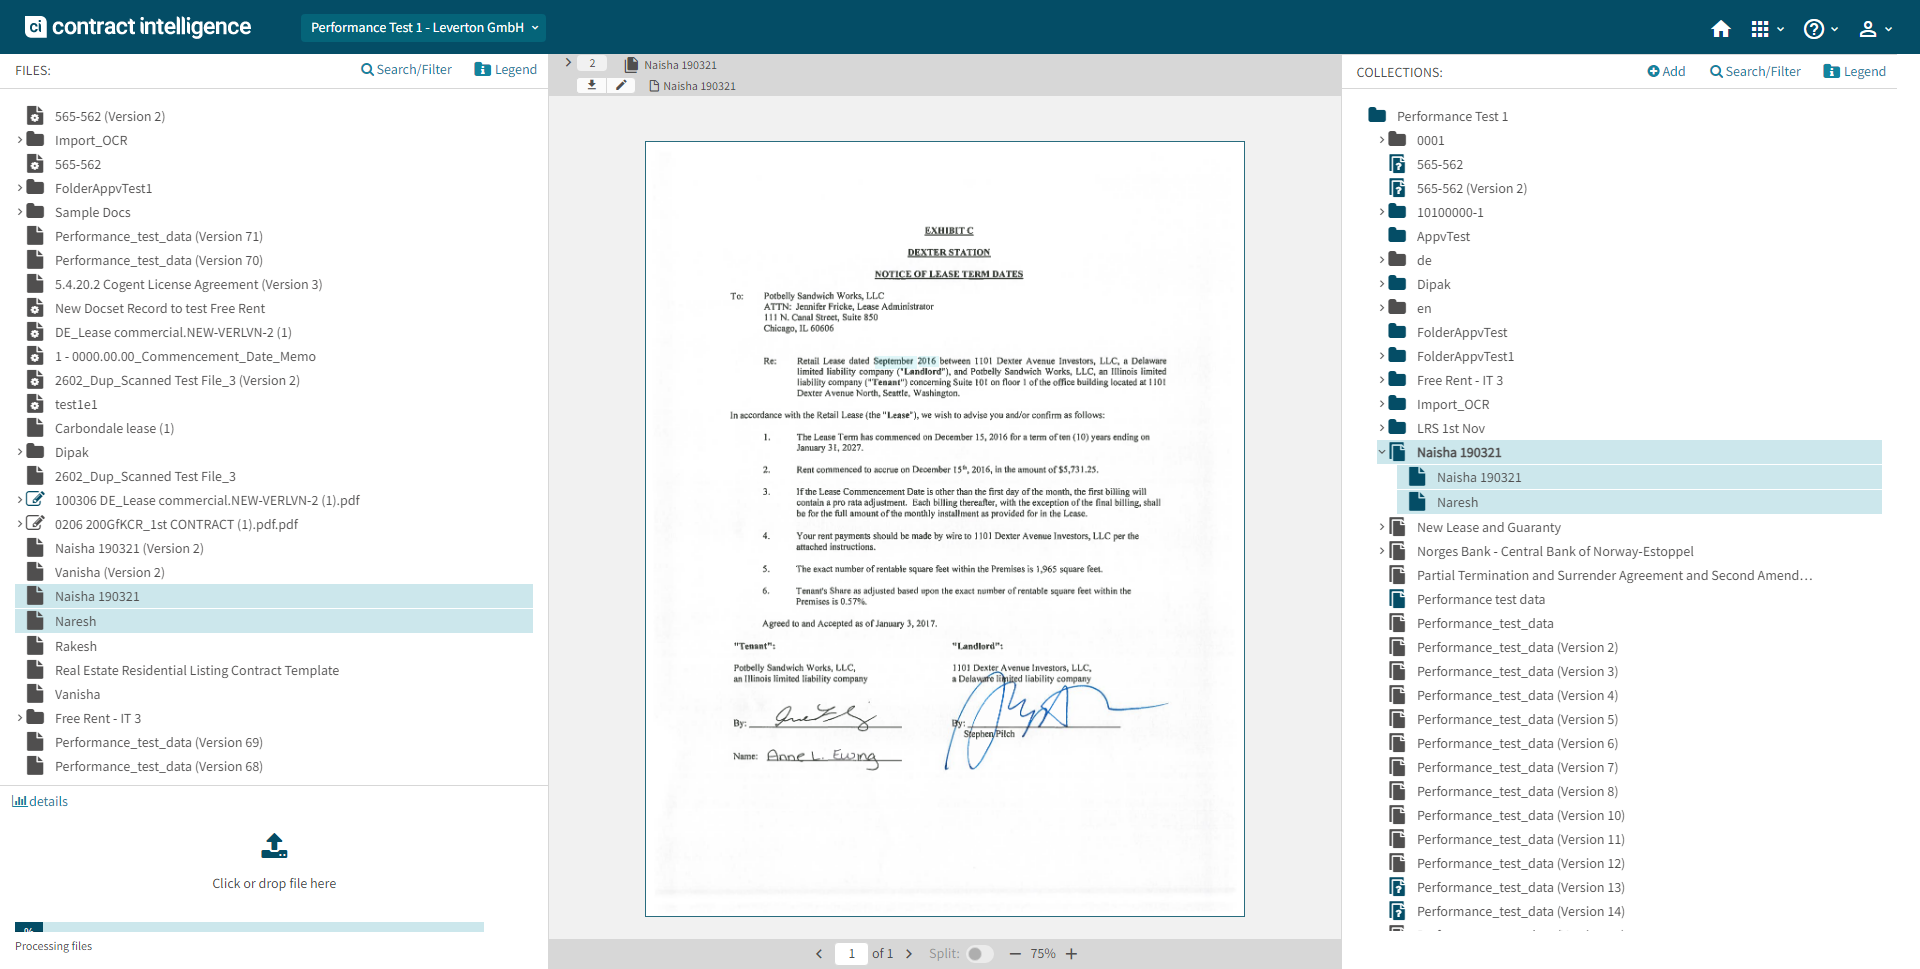 ci contract intelligence
Performance Test 1 - Leverton GmbH
FILES:
Search/Filter
Legend
565-562 (Version 2)
Import_OCR
565-562
FolderAppvTest1
Sample Docs
Performance_test_data (Version 71)
Performance_test_data (Version 70)
5.4.20.2 Cogent License Agreement (Version 3)
New Docset Record to test Free Rent
DE_Lease commercial.NEW-VERLVN-2 (1)
1 - 0000.00.00_Commencement_Date_Memo
2602_Dup_Scanned Test File_3 (Version 2)
test1e1
Carbondale lease (1)
Dipak
2602_Dup_Scanned Test File_3
100306 DE_Lease commercial.NEW-VERLVN-2 (1).pdf
0206 200GfKCR_1st CONTRACT (1).pdf.pdf
Naisha 190321 (Version 2)
Vanisha (Version 2)
Naisha 190321
Naresh
Rakesh
Real Estate Residential Listing Contract Template
Vanisha
Free Rent - IT 3
Performance_test_data (Version 69)
Performance_test_data (Version 68)
details
Click or drop file here
%
Processing files
2
Naisha 190321
Naisha 190321
EXHIBIT C
DEXTER STATION
NOTICE OF LEASE TERM DATES
To: Potbelly Sandwich Works, LLC
ATTN: Jennifer Fricke, Lease Administrator
111 N. Canal Street, Suite 850
Chicago, IL 60606
Re: Retail Lease dated September 2016 between 1101 Dexter Avenue Investors, LLC, a Delaware
limited liability company ("Landlord"), and Potbelly Sandwich Works, LLC, an Illinois limited
liability company ("Tenant") concerning Suite 101 on floor 1 of the office building located at 1101
Dexter Avenue North, Seattle, Washington.
In accordance with the Retail Lease (the "Lease"), we wish to advise you and/or confirm as follows:
1. The Lease Term has commenced on December 15, 2016 for a term of ten (10) years ending on
January 31, 2027.
2. Rent commenced to accrue on December 15th, 2016, in the amount of $5,731.25.
3. If the Lease Commencement Date is other than the first day of the month, the first billing will
contain a pro rata adjustment. Each billing thereafter, with the exception of the final billing, shall
be for the full amount of the monthly installment as provided for in the Lease.
4. Your rent payments should be made by wire to 1101 Dexter Avenue Investors, LLC per the
attached instructions.
5. The exact number of rentable square feet within the Premises is 1,965 square feet.
6. Tenant's Share as adjusted based upon the exact number of rentable square feet within the
Premises is 0.57%.
Agreed to and Accepted as of January 3, 2017.
"Tenant":
Potbelly Sandwich Works, LLC,
an Illinois limited liability company
By:
Name: Anne L. Ewing
"Landlord":
1101 Dexter Avenue Investors, LLC,
a Delaware limited liability company
By:
Stephen Pilch
1 of 1
Split:
75%
COLLECTIONS:
Add
Search/Filter
Legend
Performance Test 1
0001
565-562
565-562 (Version 2)
10100000-1
AppvTest
de
Dipak
en
FolderAppvTest
FolderAppvTest1
Free Rent - IT 3
Import_OCR
LRS 1st Nov
Naisha 190321
Naisha 190321
Naresh
New Lease and Guaranty
Norges Bank - Central Bank of Norway-Estoppel
Partial Termination and Surrender Agreement and Second Amend…
Performance test data
Performance_test_data
Performance_test_data (Version 2)
Performance_test_data (Version 3)
Performance_test_data (Version 4)
Performance_test_data (Version 5)
Performance_test_data (Version 6)
Performance_test_data (Version 7)
Performance_test_data (Version 8)
Performance_test_data (Version 10)
Performance_test_data (Version 11)
Performance_test_data (Version 12)
Performance_test_data (Version 13)
Performance_test_data (Version 14)